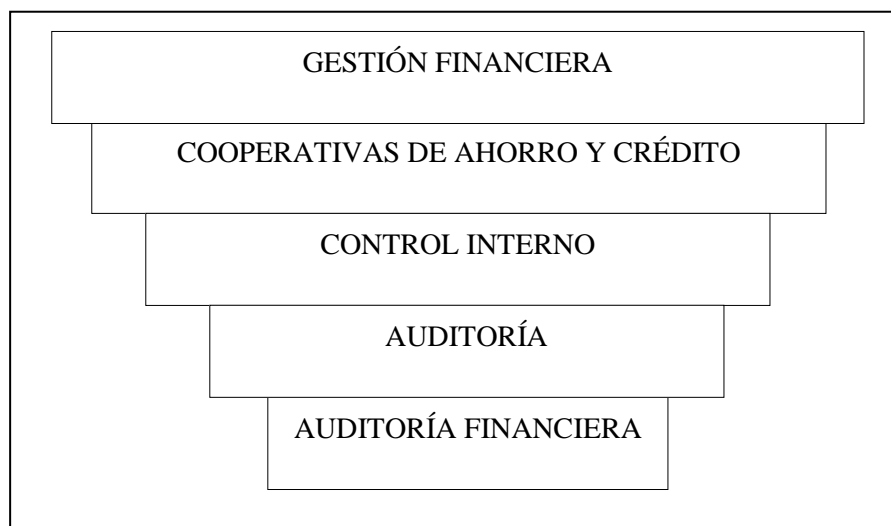 GESTIÓN FINANCIERA
COOPERATIVAS DE AHORRO Y CRÉDITO
CONTROL INTERNO
AUDITORÍA
AUDITORÍA FINANCIERA